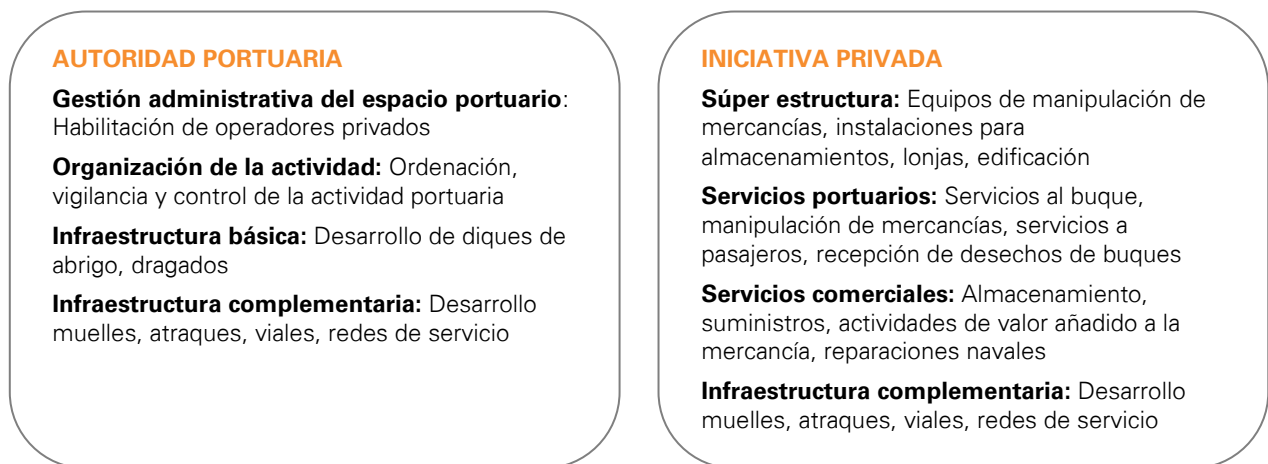 AUTORIDAD PORTUARIA
Gestión administrativa del espacio portuario:
Habilitación de operadores privados
Organización de la actividad: Ordenación,
vigilancia y control de la actividad portuaria
Infraestructura básica: Desarrollo de diques de
abrigo, dragados
Infraestructura complementaria: Desarrollo
muelles, atraques, viales, redes de servicio
INICIATIVA PRIVADA
Súper estructura: Equipos de manipulación de
mercancías, instalaciones para
almacenamientos, lonjas, edificación
Servicios portuarios: Servicios al buque,
manipulación de mercancías, servicios a
pasajeros, recepción de desechos de buques
Servicios comerciales: Almacenamiento,
suministros, actividades de valor añadido a la
mercancía, reparaciones navales
Infraestructura complementaria: Desarrollo
muelles, atraques, viales, redes de servicio